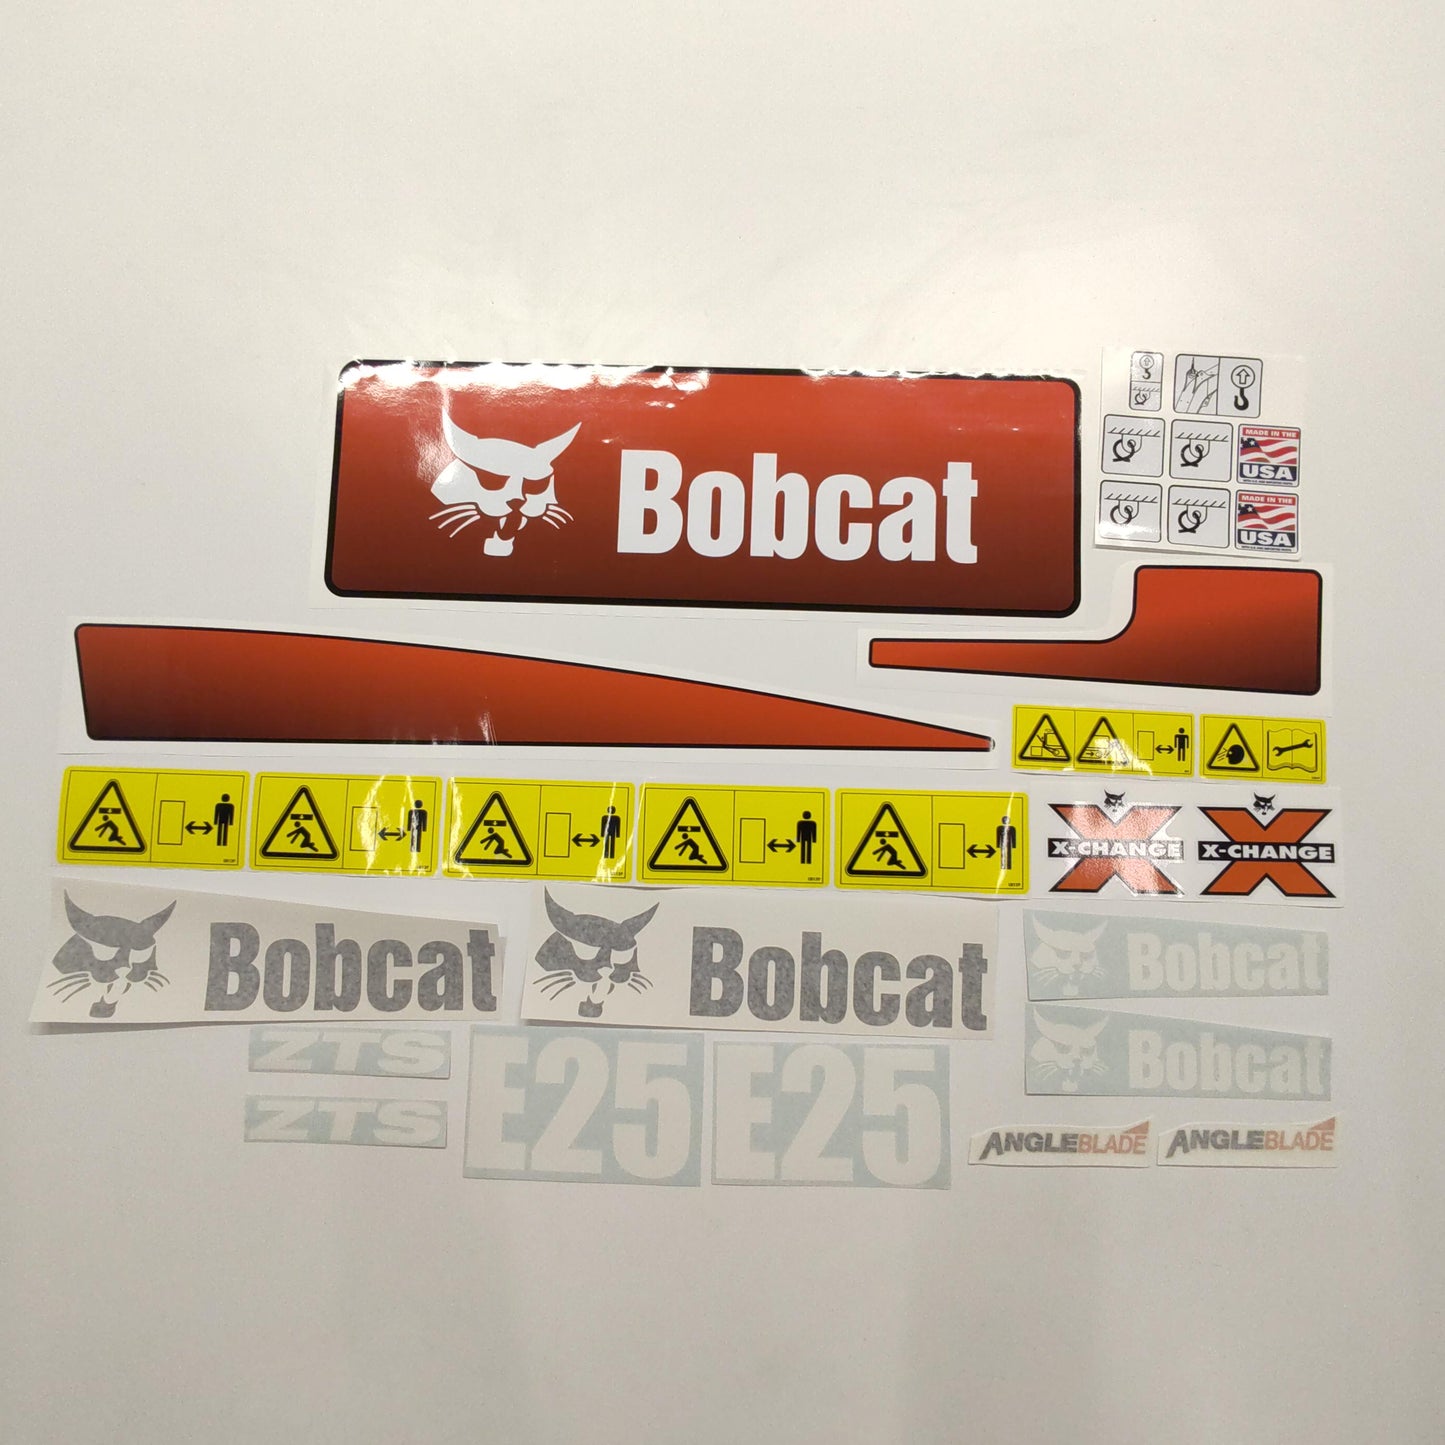 Bobcat
MADE IN THE
USA
MADE IN THE
USA
X-CHANGE
X-CHANGE
Bobcat
Bobcat
Bobcat
Bobcat
ZTS
ZTS
E25
E25
ANGLEBLADE
ANGLEBLADE